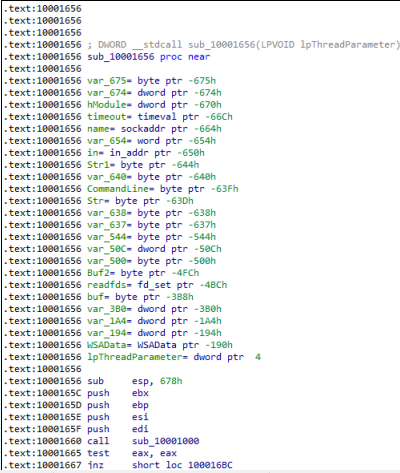 .text:10001656
.text:10001656
.text:10001656
.text:10001656 ; DWORD __stdcall sub_10001656(LPVOID lpThreadParameter)
.text:10001656 sub_10001656 proc near
.text:10001656
.text:10001656 var_675= byte ptr -675h
.text:10001656 var_674= dword ptr -674h
.text:10001656 hModule= dword ptr -670h
.text:10001656 timeout= timeval ptr -66Ch
.text:10001656 name= sockaddr ptr -664h
.text:10001656 var_654= word ptr -654h
.text:10001656 in= in_addr ptr -650h
.text:10001656 Str1= byte ptr -644h
.text:10001656 var_640= byte ptr -640h
.text:10001656 CommandLine= byte ptr -63Fh
.text:10001656 Str= byte ptr -63Dh
.text:10001656 var_638= byte ptr -638h
.text:10001656 var_637= byte ptr -637h
.text:10001656 var_544= byte ptr -544h
.text:10001656 var_50C= dword ptr -50Ch
.text:10001656 var_500= byte ptr -500h
.text:10001656 Buf2= byte ptr -4FCh
.text:10001656 readfds= fd_set ptr -4BCh
.text:10001656 buf= byte ptr -3B8h
.text:10001656 var_3B0= dword ptr -3B0h
.text:10001656 var_1A4= dword ptr -1A4h
.text:10001656 var_194= dword ptr -194h
.text:10001656 WSAData= WSAData ptr -190h
.text:10001656 lpThreadParameter= dword ptr 4
.text:10001656
.text:10001656 sub esp, 678h
.text:1000165C push ebx
.text:1000165D push ebp
.text:1000165E push esi
.text:1000165F push edi
.text:10001660 call sub_10001000
.text:10001665 test eax, eax
.text:10001667 jnz short loc_100016BC